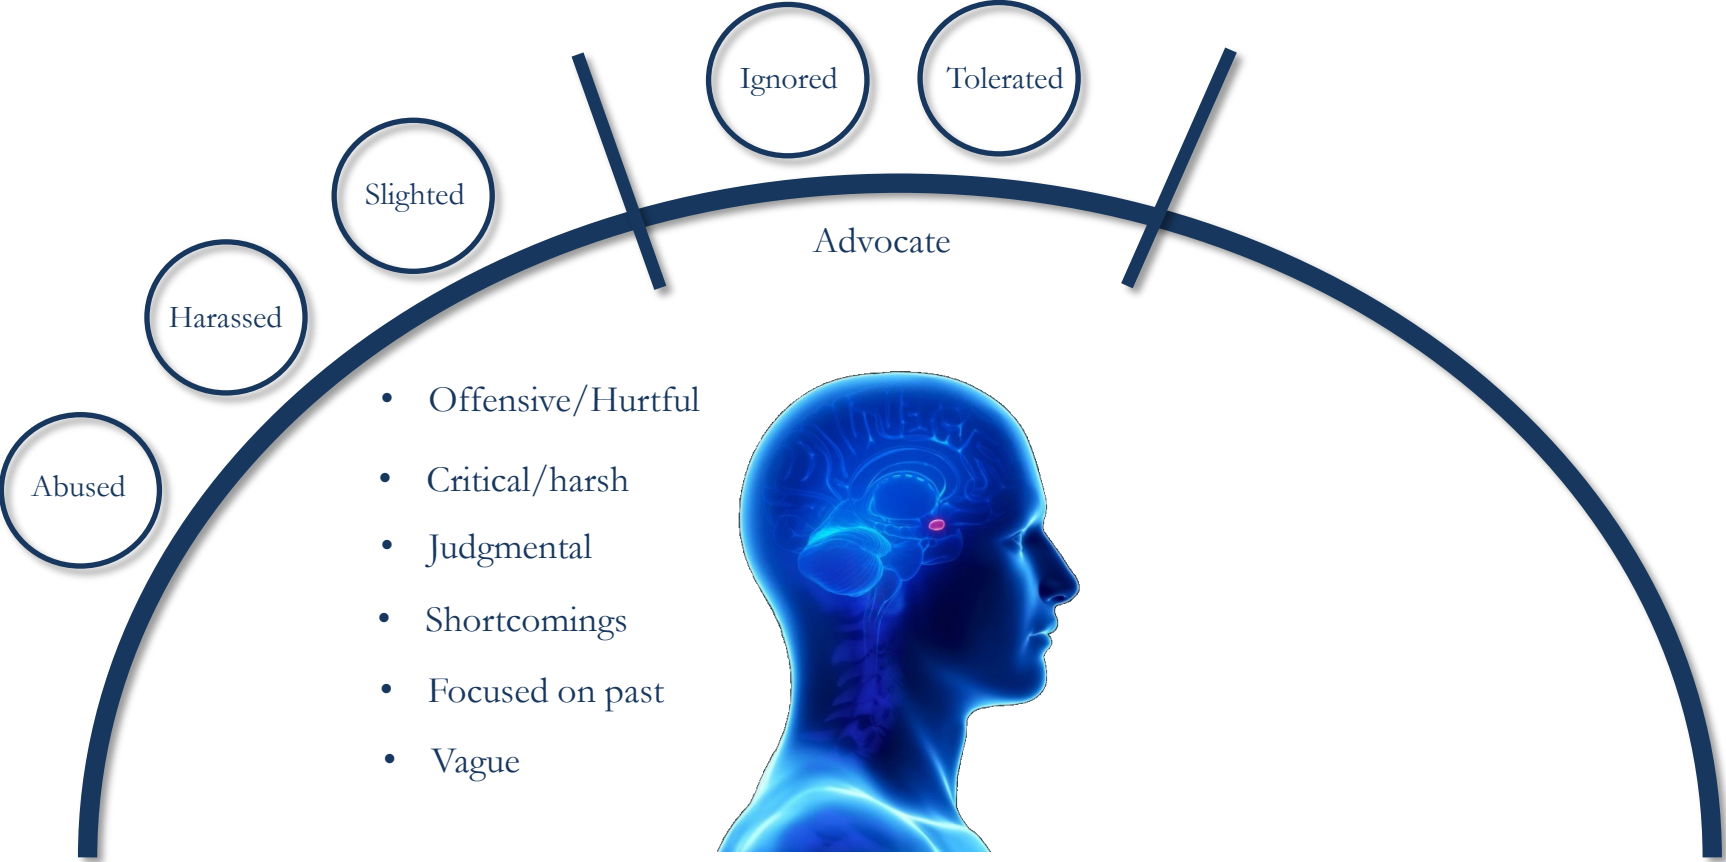 Ignored
Tolerated
Slighted
Harassed
Abused
Advocate
• Offensive/Hurtful
• Critical/harsh
• Judgmental
• Shortcomings
• Focused on past
• Vague